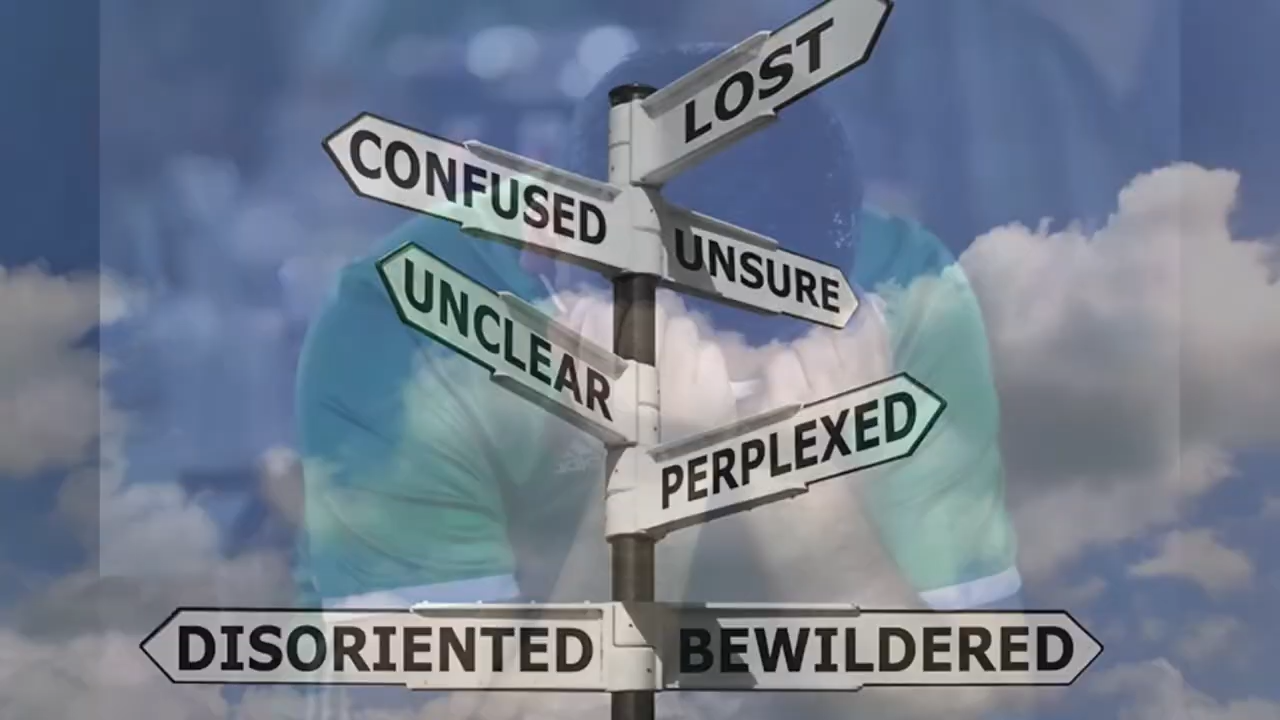 LOST
CONFUSED
UNSURE
UNCLEAR
PERPLEXED
DISORIENTED
BEWILDERED